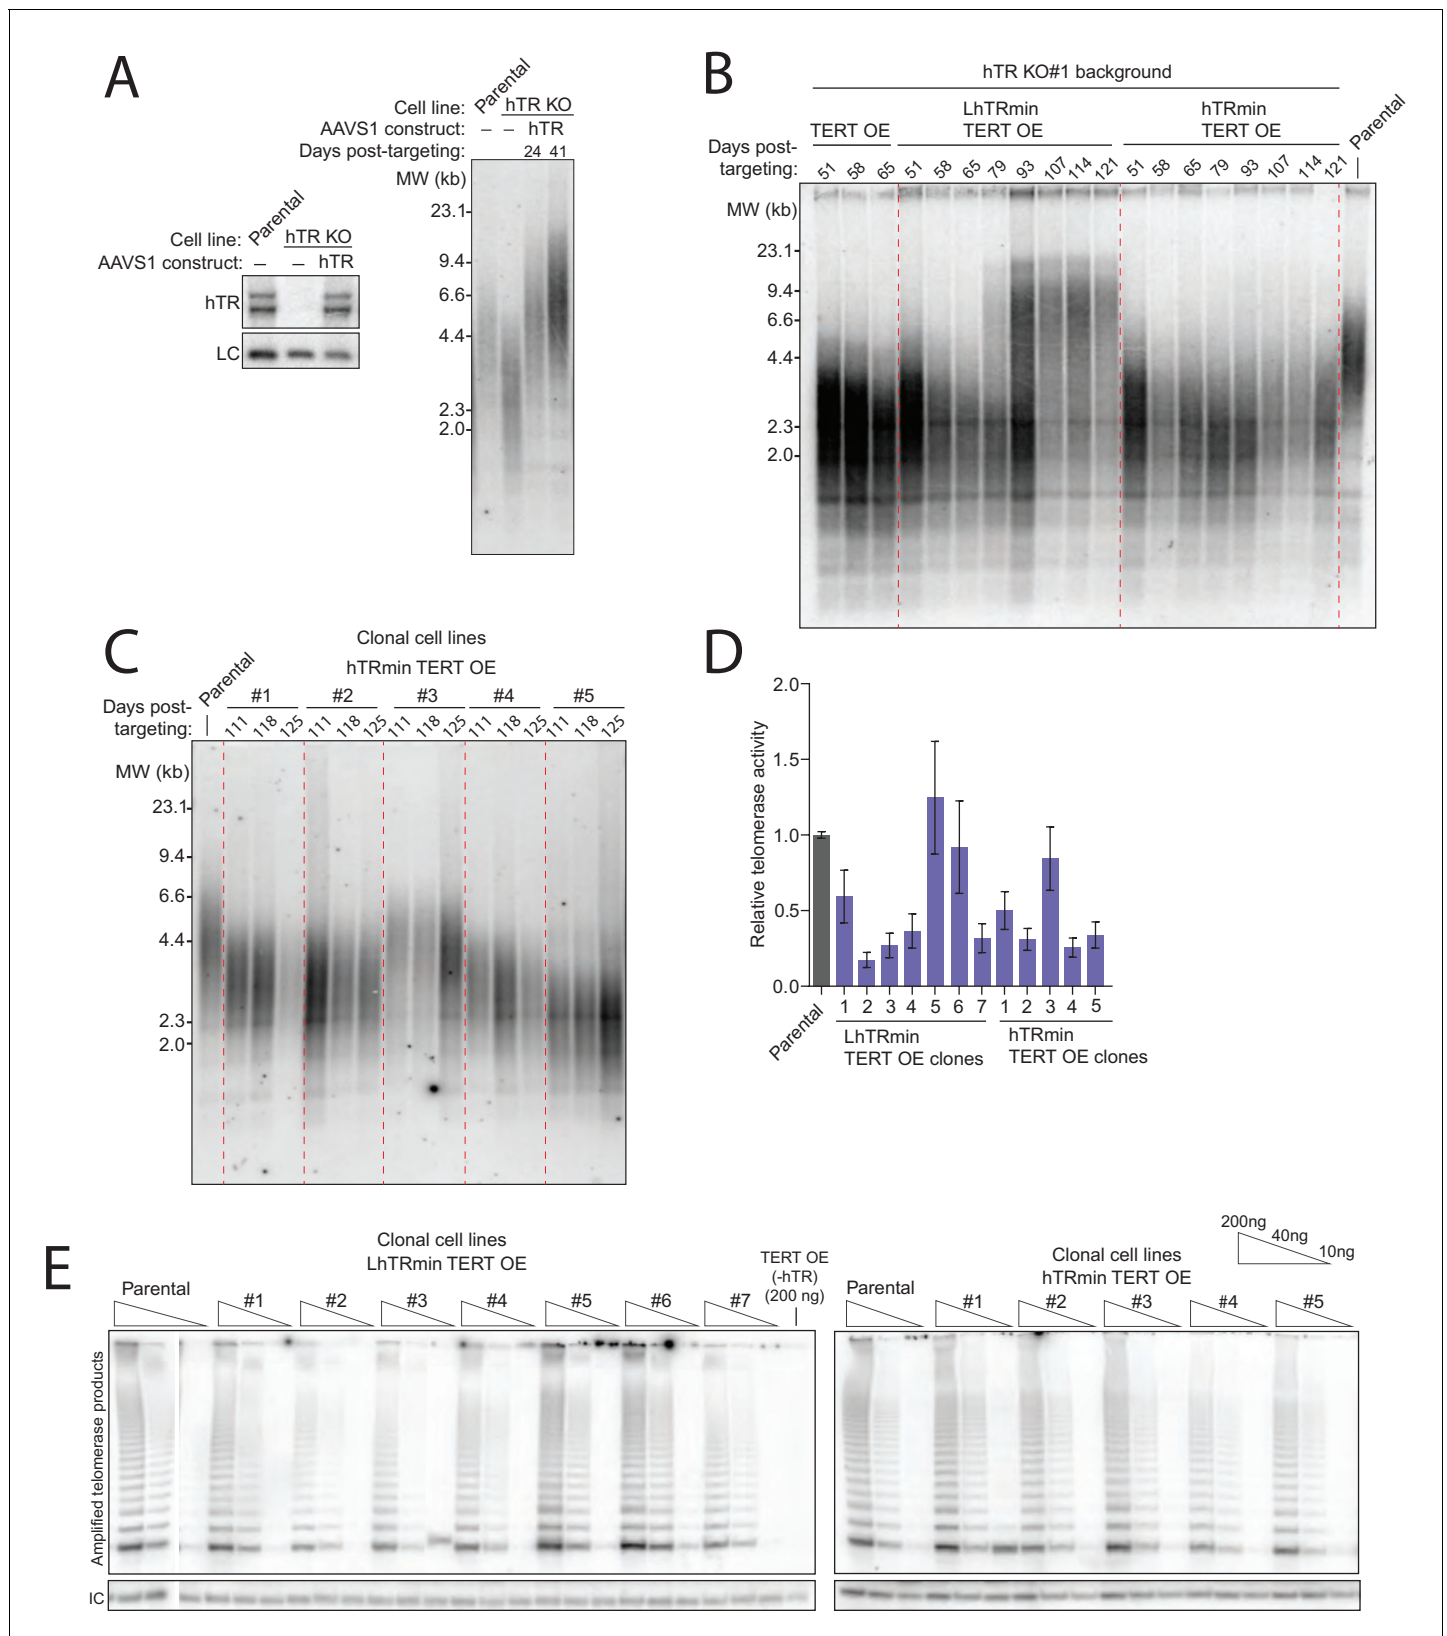 A
Parental
Cell line: hTR KO
AAVS1 construct: – – hTR
Days post-targeting: 24 41
MW (kb)
23.1
9.4
6.6
4.4
2.3
2.0
Parental
Cell line: hTR KO
AAVS1 construct: – – hTR
hTR
LC
B
hTR KO#1 background
TERT OE
LhTRmin
TERT OE
hTRmin
TERT OE
Parental
Days post-
targeting: 51 58 65 51 58 65 79 93 107 114 121 51 58 65 79 93 107 114 121
MW (kb)
23.1
9.4
6.6
4.4
2.3
2.0
C
Clonal cell lines
hTRmin TERT OE
Parental
#1 #2 #3 #4 #5
Days post-
targeting: 111 118 125 111 118 125 111 118 125 111 118 125 111 118 125
MW (kb)
23.1
9.4
6.6
4.4
2.3
2.0
D
Relative telomerase activity
2.0
1.5
1.0
0.5
0.0
Parental
1 2 3 4 5 6 7 1 2 3 4 5
LhTRmin
TERT OE clones
hTRmin
TERT OE clones
E
Clonal cell lines
LhTRmin TERT OE
Parental
#1 #2 #3 #4 #5 #6 #7
TERT OE
(-hTR)
(200 ng)
Clonal cell lines
hTRmin TERT OE
Parental
#1 #2 #3 #4 #5
200ng
40ng
10ng
Amplified telomerase products
IC